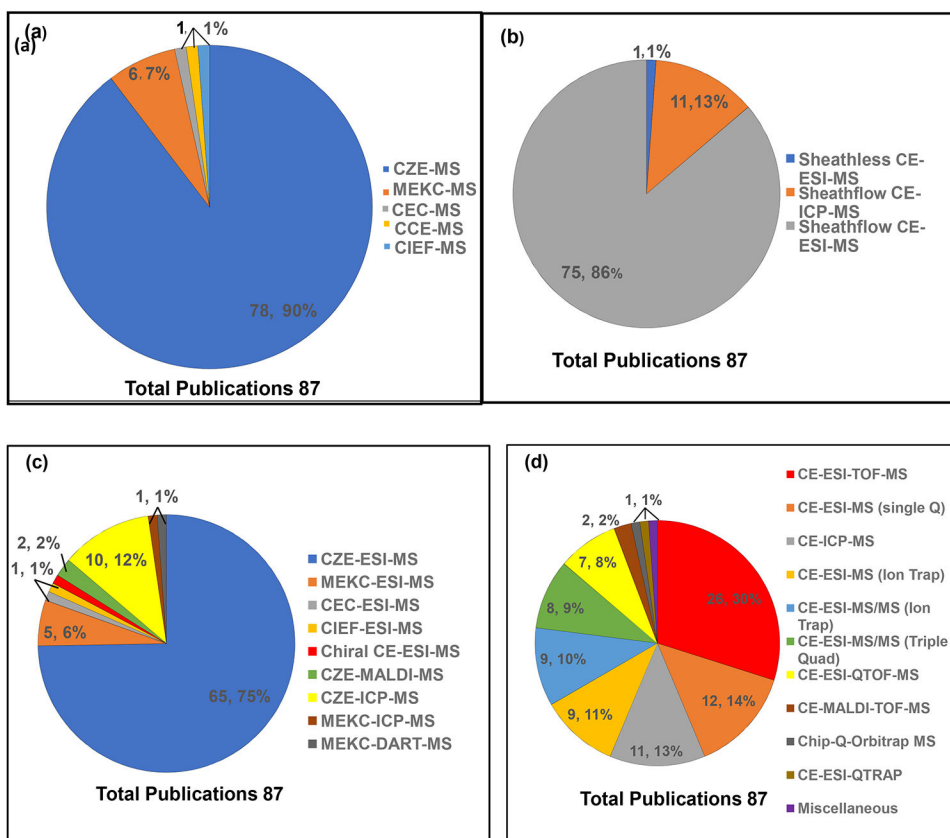 (a)
(a)
1, 1%
6,7%
78, 90%
CZE-MS
MEKC-MS
CEC-MS
CCE-MS
CIEF-MS
Total Publications 87
(b)
1,1%
11,13%
75, 86%
Sheathless CE-
ESI-MS
Sheathflow CE-
ICP-MS
Sheathflow CE-
ESI-MS
Total Publications 87
(c)
1, 1%
10, 12%
2, 2%
1, 1%
5, 6%
65, 75%
CZE-ESI-MS
MEKC-ESI-MS
CEC-ESI-MS
CIEF-ESI-MS
Chiral CE-ESI-MS
CZE-MALDI-MS
CZE-ICP-MS
MEKC-ICP-MS
MEKC-DART-MS
Total Publications 87
(d)
1, 1%
2, 2%
7, 8%
8, 9%
9, 10%
9, 11%
11, 13%
12, 14%
26, 30%
CE-ESI-TOF-MS
CE-ESI-MS (single Q)
CE-ICP-MS
CE-ESI-MS (Ion Trap)
CE-ESI-MS/MS (Ion
Trap)
CE-ESI-MS/MS (Triple
Quad)
CE-ESI-QTOF-MS
CE-MALDI-TOF-MS
Chip-Q-Orbitrap MS
CE-ESI-QTRAP
Miscellaneous
Total Publications 87